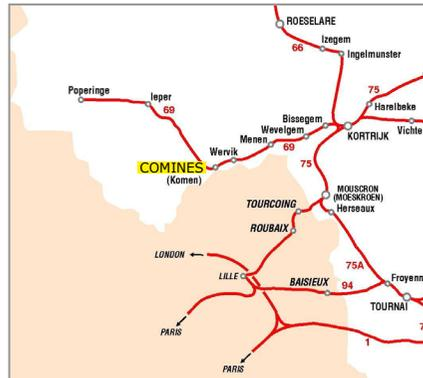 ROESELARE
Izegem
66
Ingelmunster
Poperinge
Ieper
69
75
Harelbeke
Bissegem
Wevelgem
KORTRIJK
Vichte
Menen
69
Wervik
COMINES
(Komen)
75
MOUSCRON
(MOESKROEN)
TOURCOING
Herseaux
ROUBAIX
LONDON
75A
LILLE
BAISIEUX
94
Froyenn
TOURNAI
PARIS
1
7
PARIS